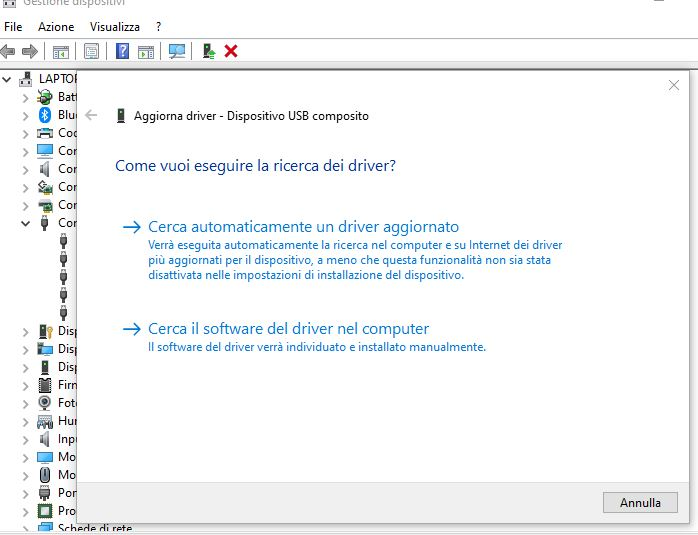 Gestione dispositivi
File Azione Visualizza ?
LAPTOP
Aggiorna driver - Dispositivo USB composito
Come vuoi eseguire la ricerca dei driver?
Cerca automaticamente un driver aggiornato
Verrà eseguita automaticamente la ricerca nel computer e su Internet dei driver
più aggiornati per il dispositivo, a meno che questa funzionalità non sia stata
disattivata nelle impostazioni di installazione del dispositivo.
Cerca il software del driver nel computer
Il software del driver verrà individuato e installato manualmente.
Annulla
Batt
Blu
Cod
Con
Con
Con
Con
Con
Disp
Disp
Disp
Firn
Foto
Hum
Inpu
Mo
Mo
Por
Pro
Schede di rete